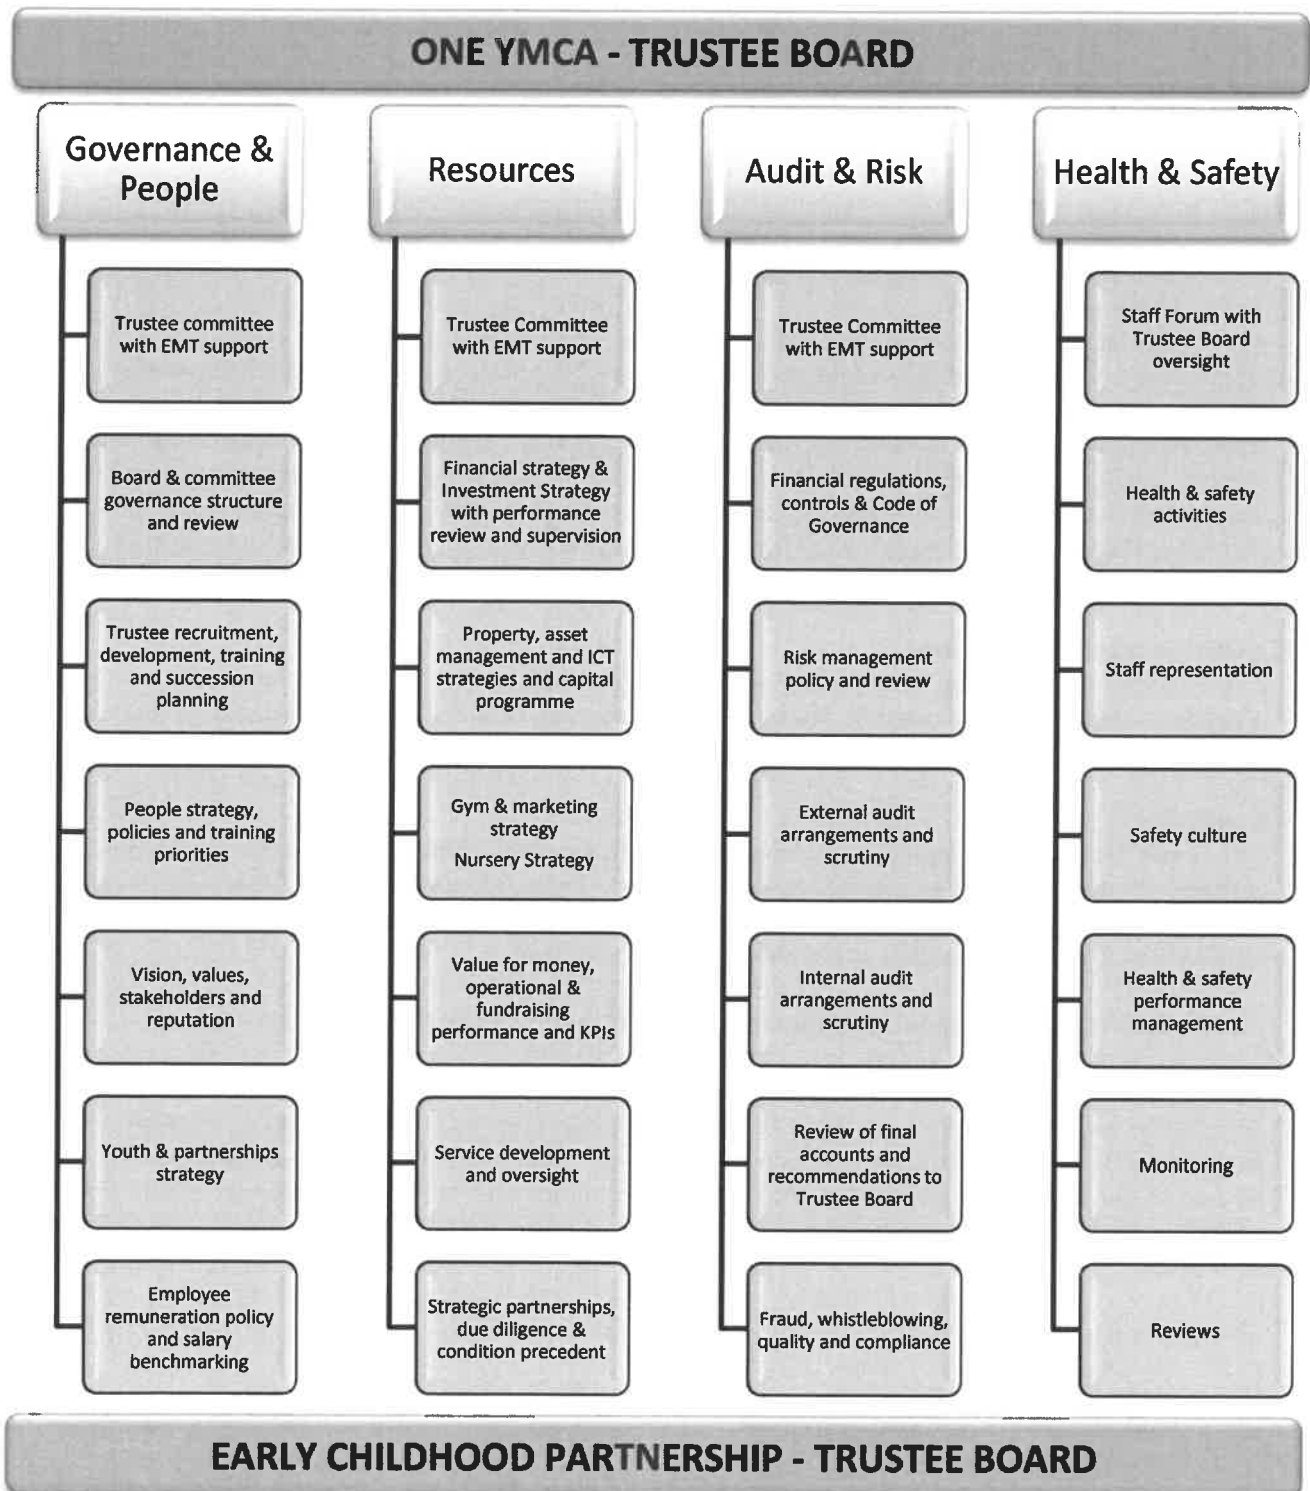 ONE YMCA - TRUSTEE BOARD
Governance &
People
Trustee committee
with EMT support
Board & committee
governance structure
and review
Trustee recruitment,
development, training
and succession
planning
People strategy,
policies and training
priorities
Vision, values,
stakeholders and
reputation
Youth & partnerships
strategy
Employee
remuneration policy
and salary
benchmarking
Resources
Trustee Committee
with EMT support
Financial strategy &
Investment Strategy
with performance
review and supervision
Property, asset
management and ICT
strategies and capital
programme
Gym & marketing
strategy
Nursery Strategy
Value for money,
operational &
fundraising
performance and KPIs
Service development
and oversight
Strategic partnerships,
due diligence &
condition precedent
Audit & Risk
Trustee Committee
with EMT support
Financial regulations,
controls & Code of
Governance
Risk management
policy and review
External audit
arrangements and
scrutiny
Internal audit
arrangements and
scrutiny
Review of final
accounts and
recommendations to
Trustee Board
Fraud, whistleblowing,
quality and compliance
Health & Safety
Staff Forum with
Trustee Board
oversight
Health & safety
activities
Staff representation
Safety culture
Health & safety
performance
management
Monitoring
Reviews
EARLY CHILDHOOD PARTNERSHIP - TRUSTEE BOARD